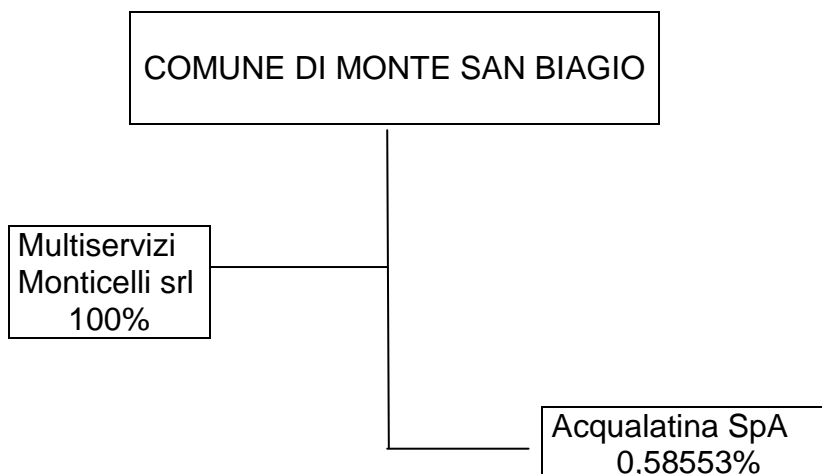 COMUNE DI MONTE SAN BIAGIO
Multiservizi
Monticelli srl
100%
Acqualatina SpA
0,58553%